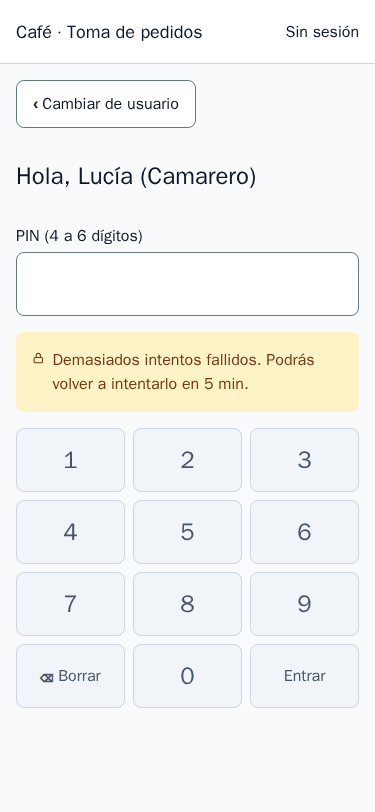 Café · Toma de pedidos
Sin sesión
‹ Cambiar de usuario
Hola, Lucía (Camarero)
PIN (4 a 6 dígitos)
Demasiados intentos fallidos. Podrás
volver a intentarlo en 5 min.
1 2 3
4 5 6
7 8 9
⌫ Borrar 0 Entrar